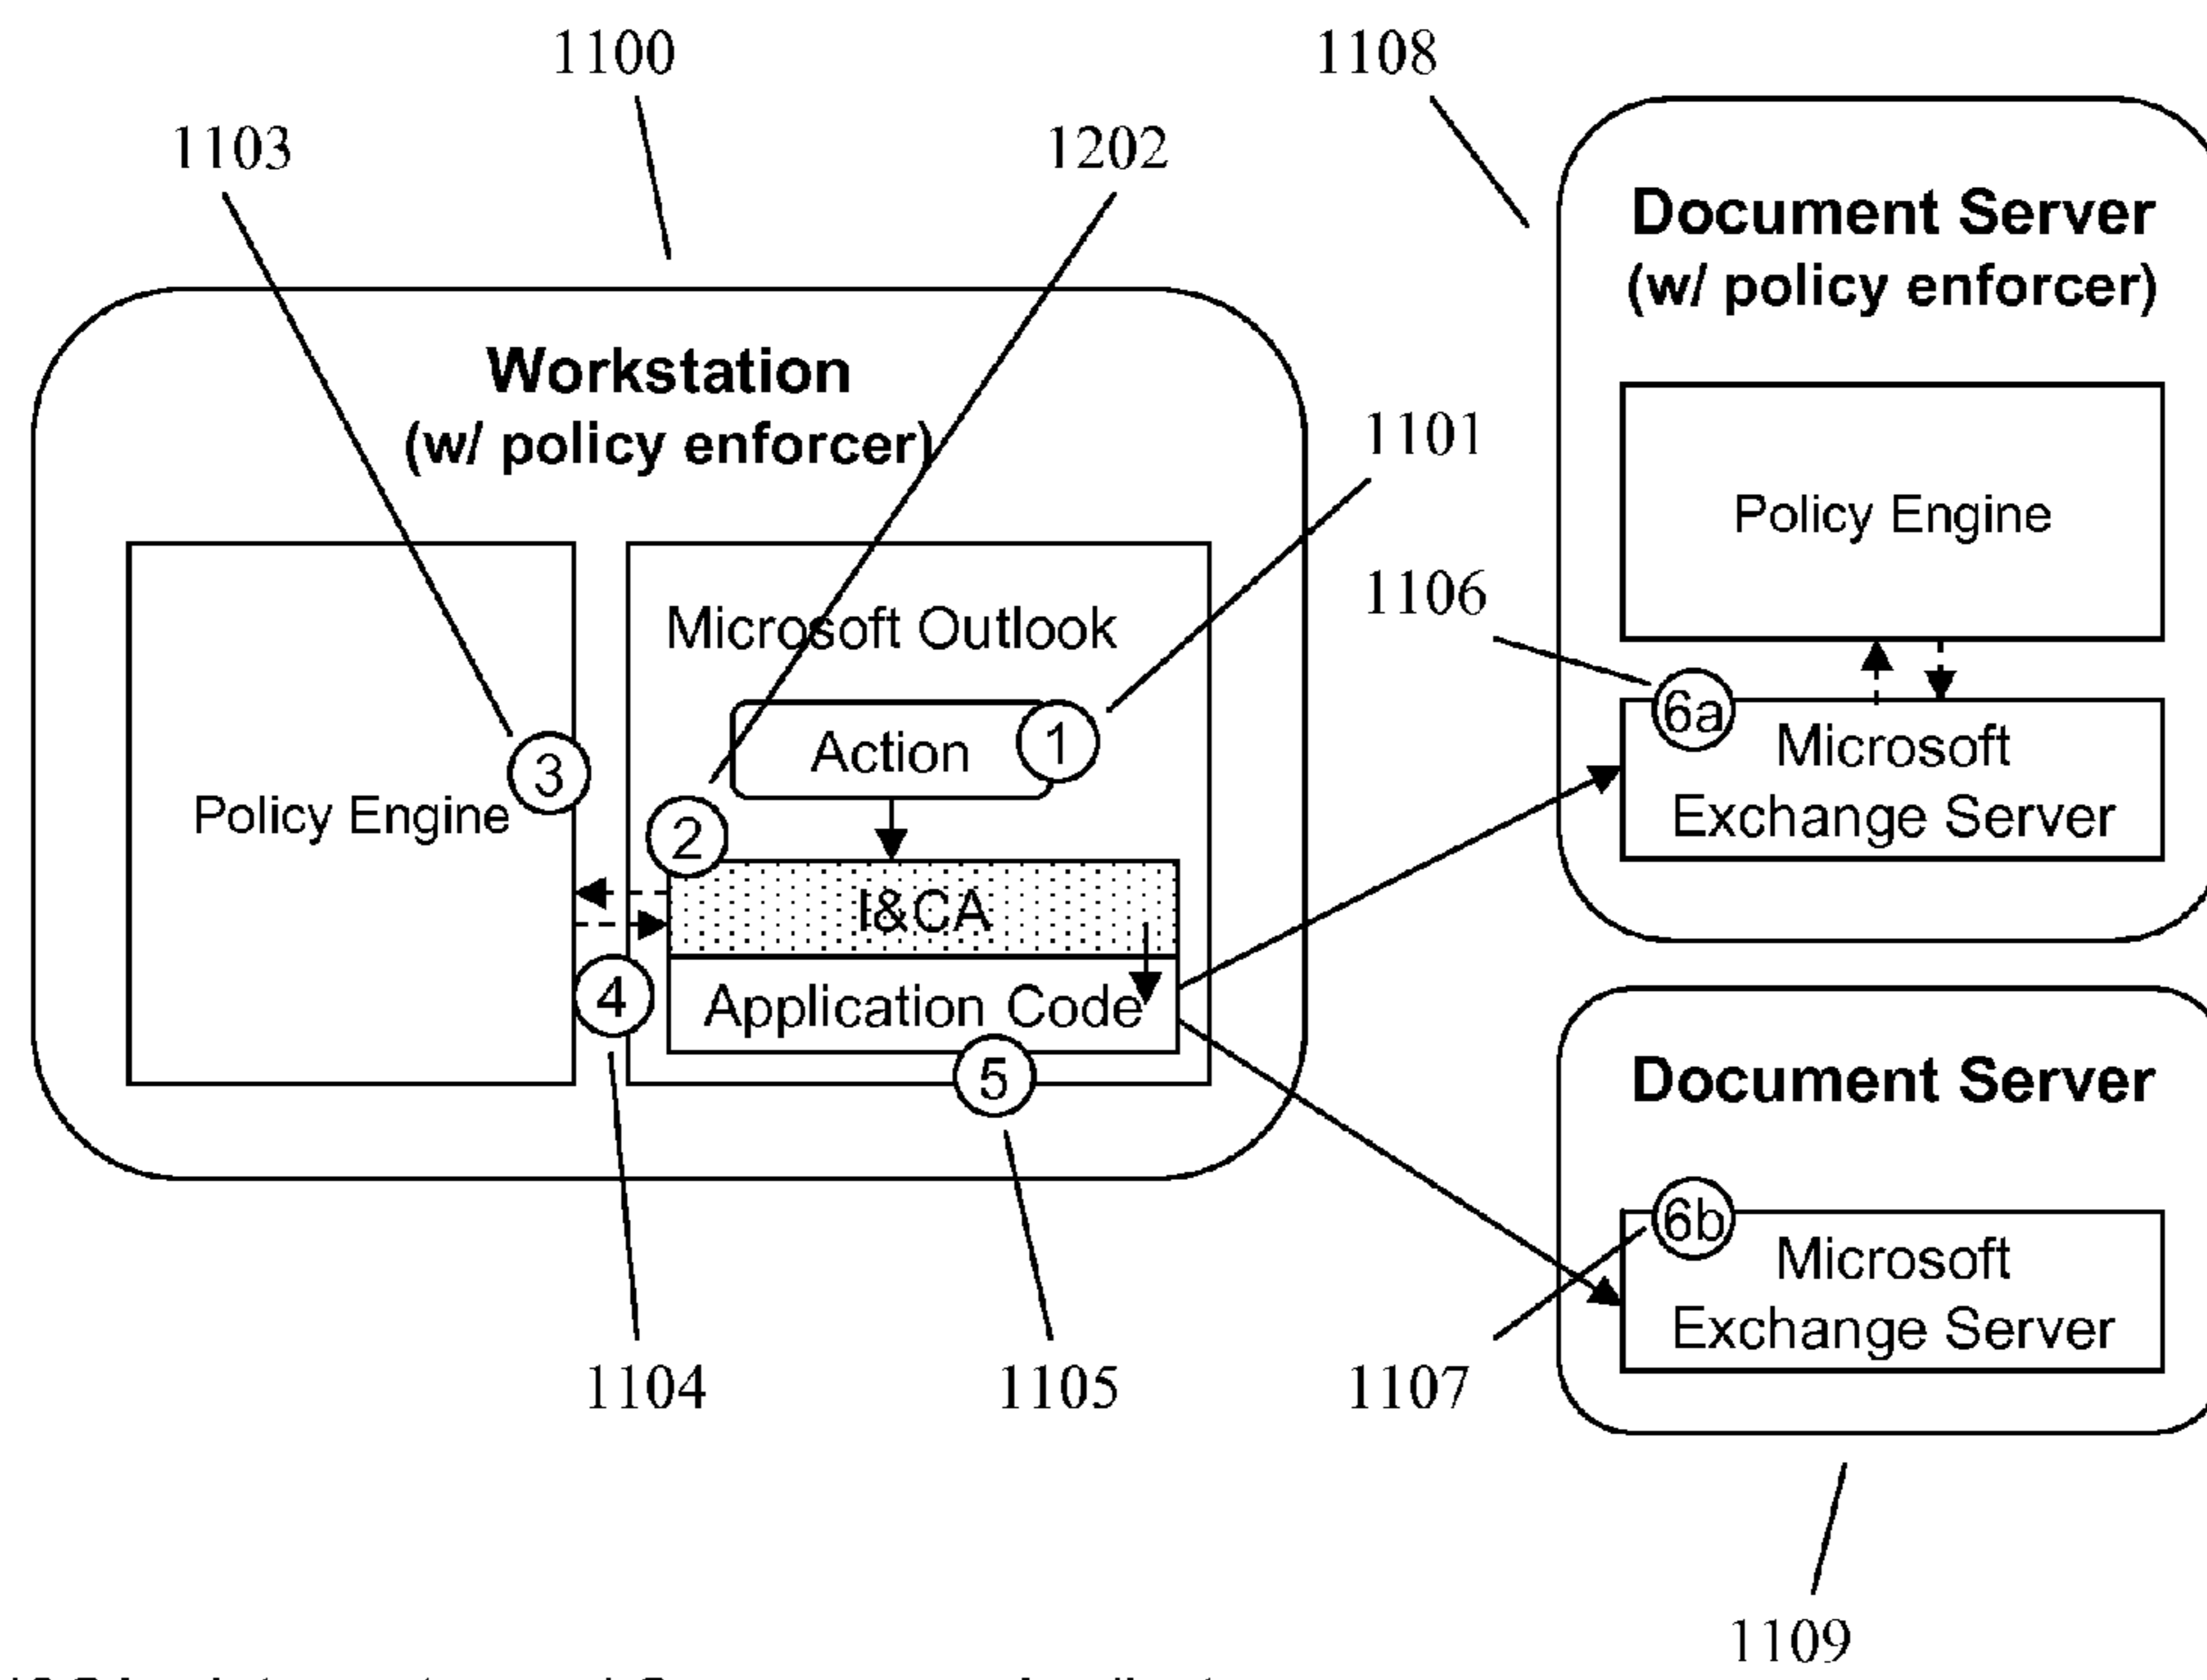 1100
1108
1103
1202
Document Server
(w/ policy enforcer)
Workstation
(w/ policy enforcer)
1101
Policy Engine
1106
Microsoft Outlook
6a
Action
1
Microsoft
Exchange Server
3
Policy Engine
2
I&CA
4
Application Code
5
Document Server
6b
Microsoft
Exchange Server
1104
1105
1107
1109